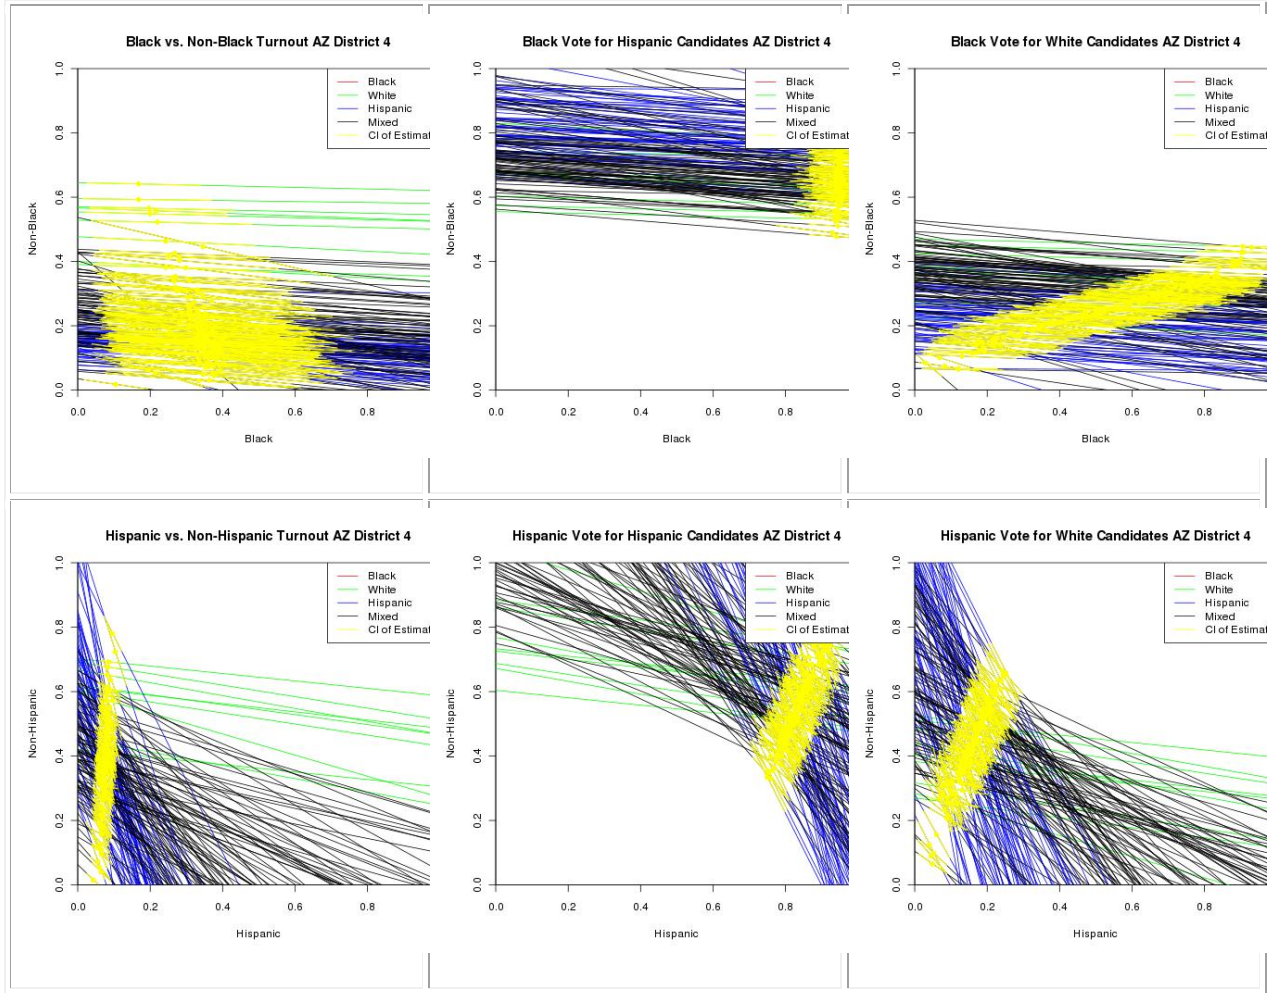 Black vs. Non-Black Turnout AZ District 4
1.0
0.8
0.6
0.4
0.2
0.0
Non-Black
0.0 0.2 0.4 0.6 0.8
Black
Black
White
Hispanic
Mixed
CI of Estimat
Black Vote for Hispanic Candidates AZ District 4
1.0
0.8
0.6
0.4
0.2
0.0
Non-Black
0.0 0.2 0.4 0.6 0.8
Black
Black
White
Hispanic
Mixed
CI of Estimat
Black Vote for White Candidates AZ District 4
1.0
0.8
0.6
0.4
0.2
0.0
Non-Black
0.0 0.2 0.4 0.6 0.8
Black
Black
White
Hispanic
Mixed
CI of Estimat
Hispanic vs. Non-Hispanic Turnout AZ District 4
1.0
0.8
0.6
0.4
0.2
0.0
Non-Hispanic
0.0 0.2 0.4 0.6 0.8
Hispanic
Black
White
Hispanic
Mixed
CI of Estimat
Hispanic Vote for Hispanic Candidates AZ District 4
1.0
0.8
0.6
0.4
0.2
0.0
Non-Hispanic
0.0 0.2 0.4 0.6 0.8
Hispanic
Black
White
Hispanic
Mixed
CI of Estimat
Hispanic Vote for White Candidates AZ District 4
1.0
0.8
0.6
0.4
0.2
0.0
Non-Hispanic
0.0 0.2 0.4 0.6 0.8
Hispanic
Black
White
Hispanic
Mixed
CI of Estimat